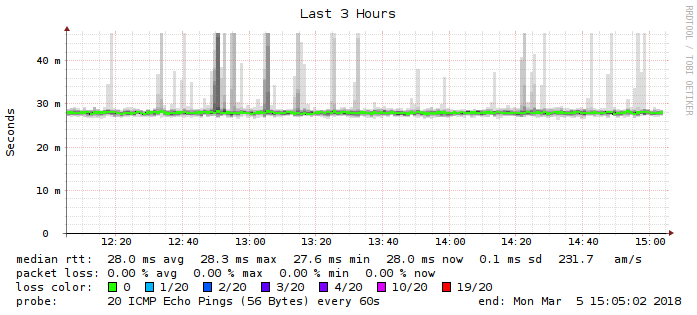 Last 3 Hours
RRDTOOL / TOBI OETIKER
Seconds
40 m
30 m
20 m
10 m
0
12:20 12:40 13:00 13:20 13:40 14:00 14:20 14:40 15:00
median rtt: 28.0 ms avg 28.3 ms max 27.6 ms min 28.0 ms now 0.1 ms sd 231.7 am/s
packet loss: 0.00 % avg 0.00 % max 0.00 % min 0.00 % now
loss color: 0 1/20 2/20 3/20 4/20 10/20 19/20
probe: 20 ICMP Echo Pings (56 Bytes) every 60s end: Mon Mar 5 15:05:02 2018